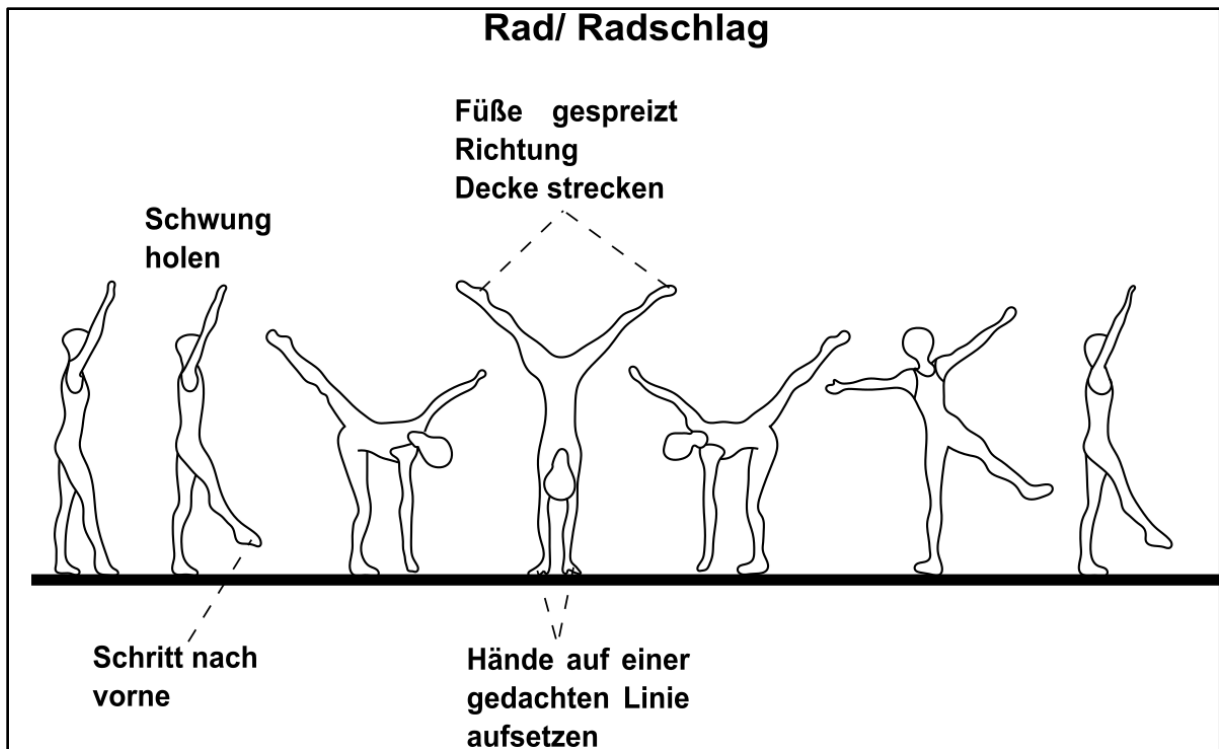 Rad/ Radschlag
Füße gespreizt
Richtung
Decke strecken
Schwung
holen
Schritt nach
vorne
Hände auf einer
gedachten Linie
aufsetzen